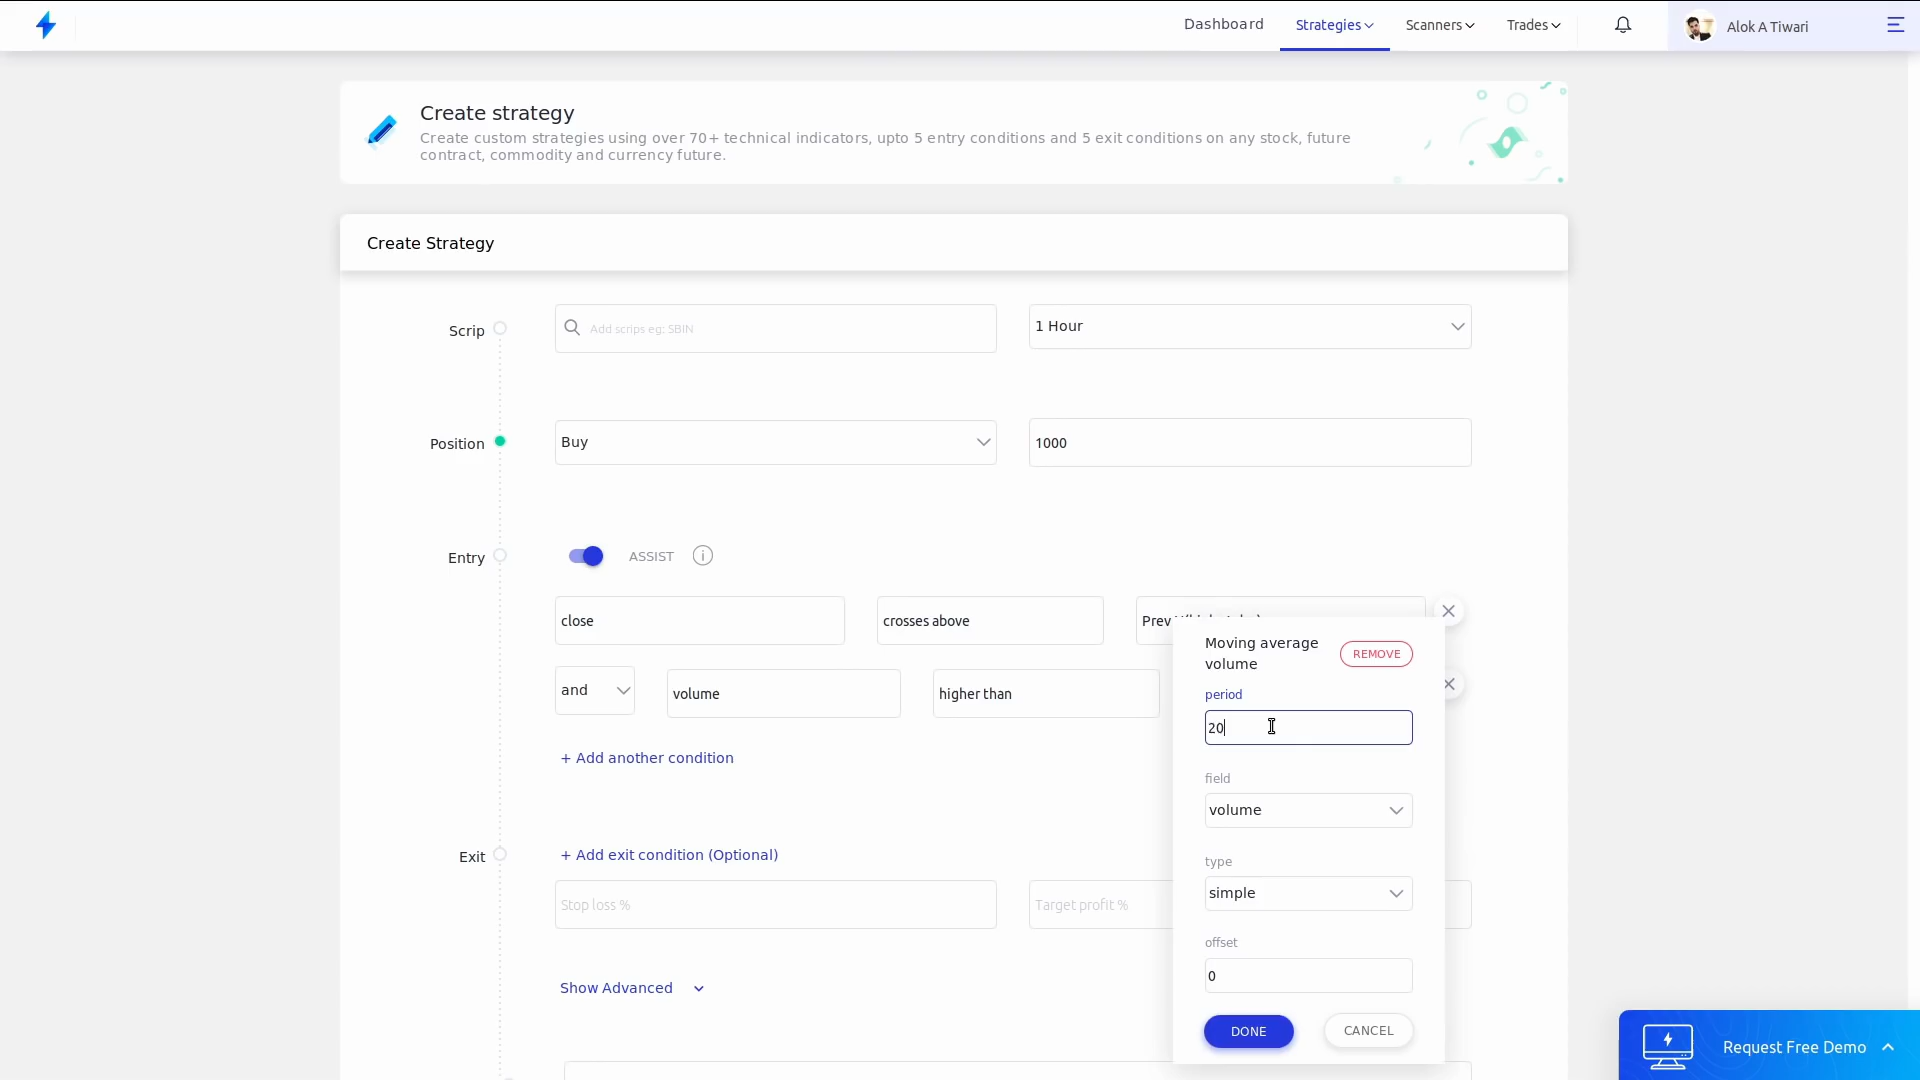 Dashboard
Strategies
Scanners
Trades
Alok A Tiwari
Create strategy
Create custom strategies using over 70+ technical indicators, upto 5 entry conditions and 5 exit conditions on any stock, future
contract, commodity and currency future.
Create Strategy
Scrip
Add scrips eg: SBIN
1 Hour
Position
Buy
1000
Entry
ASSIST
close
crosses above
and
volume
higher than
+ Add another condition
Moving average
volume
REMOVE
period
20
field
volume
type
simple
offset
0
DONE
CANCEL
Exit
+ Add exit condition (Optional)
Stop loss %
Target profit %
Show Advanced
Request Free Demo